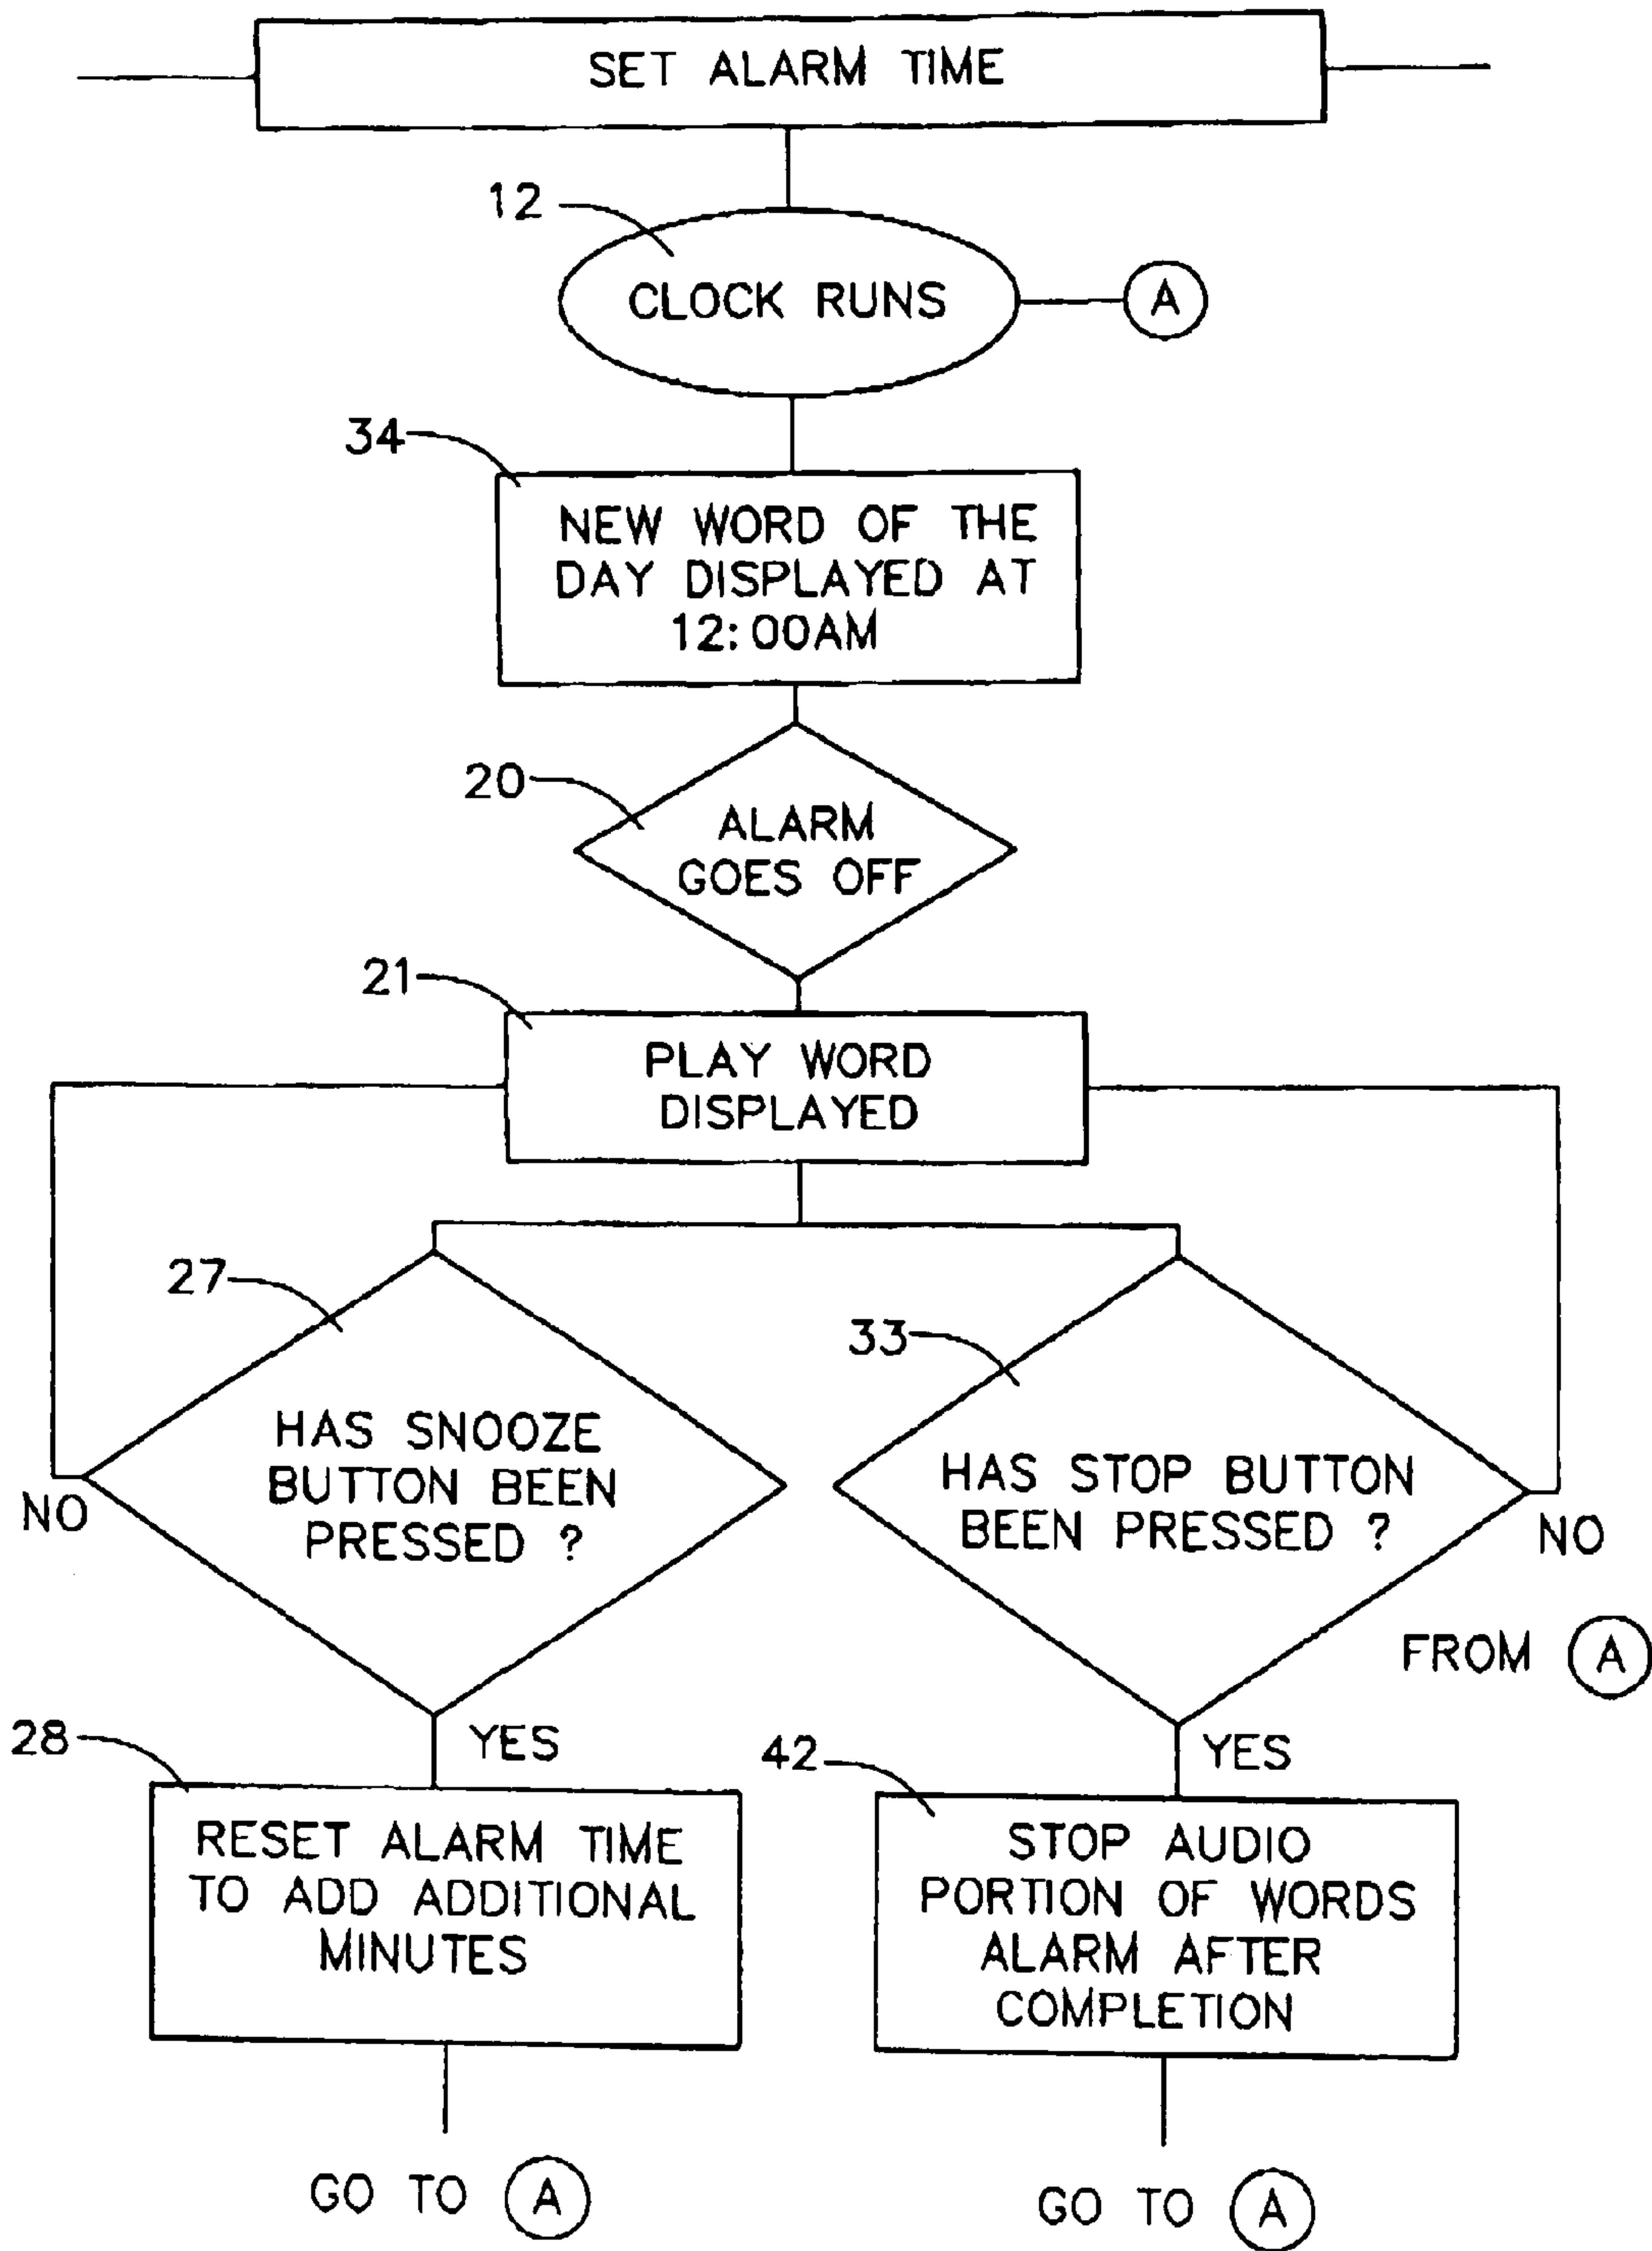 SET ALARM TIME
12
CLOCK RUNS
A
34
NEW WORD OF THE
DAY DISPLAYED AT
12:00AM
20
ALARM
GOES OFF
21
PLAY WORD
DISPLAYED
27
HAS SNOOZE
BUTTON BEEN
PRESSED ?
NO
33
HAS STOP BUTTON
BEEN PRESSED ?
NO
FROM A
YES
28
RESET ALARM TIME
TO ADD ADDITIONAL
MINUTES
YES
42
STOP AUDIO
PORTION OF WORDS
ALARM AFTER
COMPLETION
GO TO A
GO TO A